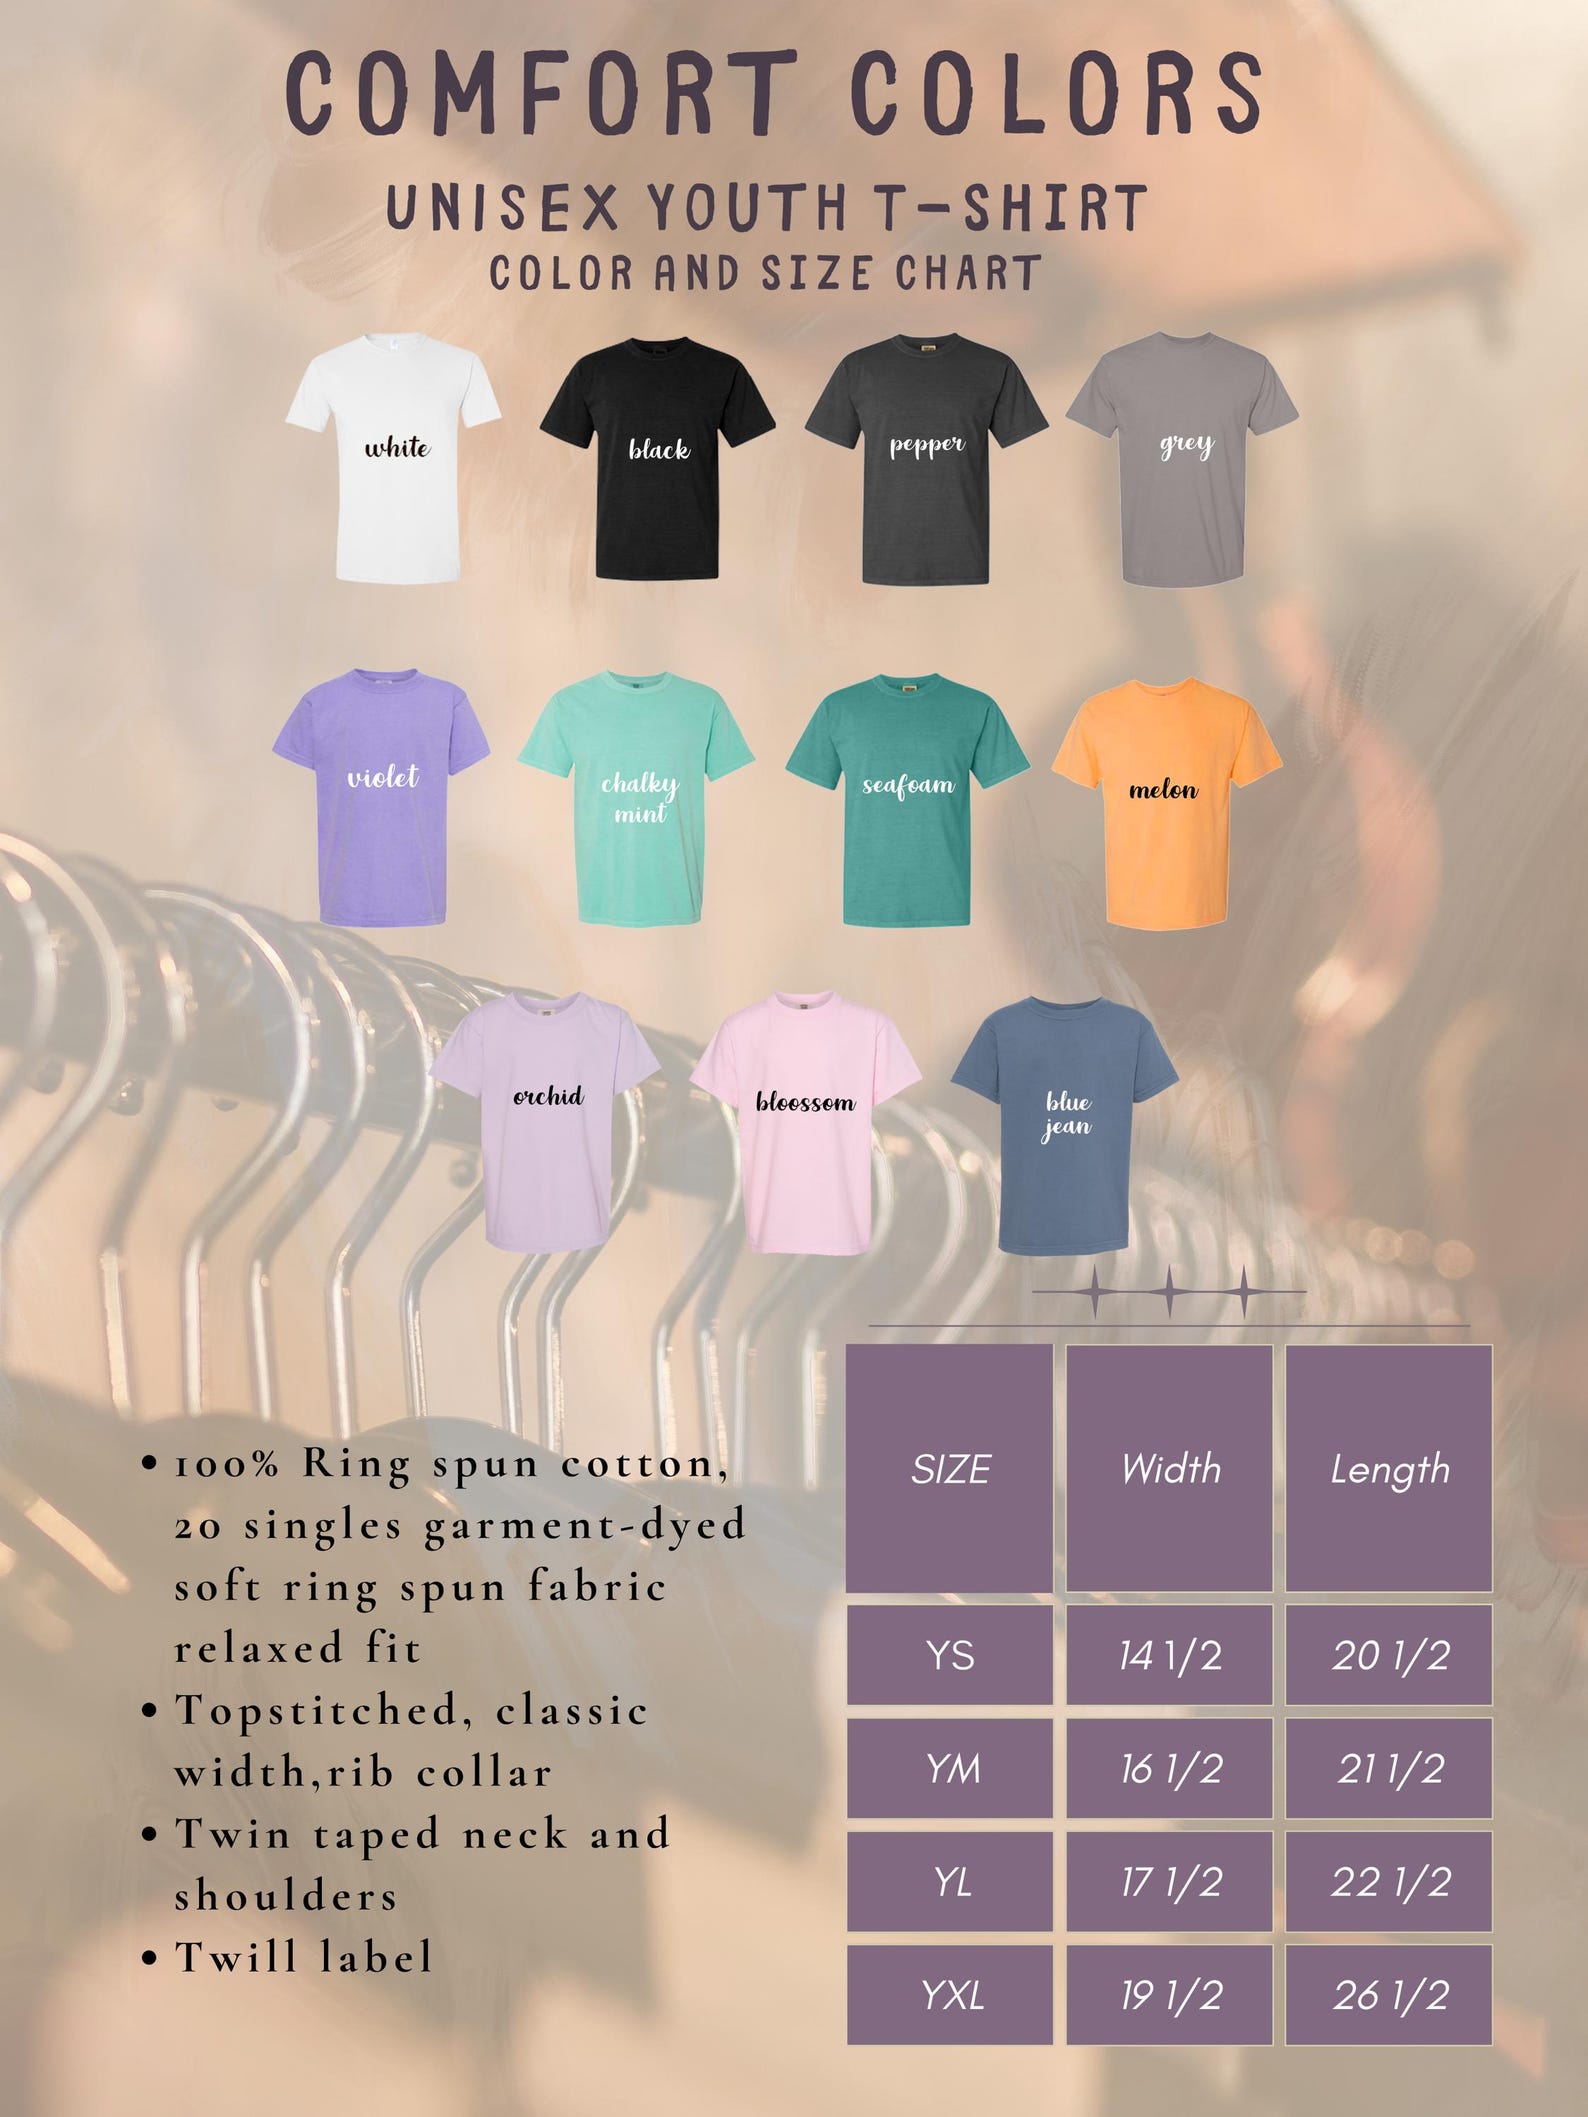 COMFORT COLORS
UNISEX YOUTH T-SHIRT
COLOR AND SIZE CHART
white
black
pepper
grey
violet
chalky
mint
seafoam
melon
orchid
bloossom
blue
jean
• 100% Ring spun cotton,
20 singles garment-dyed
soft ring spun fabric
relaxed fit
• Topstitched, classic
width,rib collar
• Twin taped neck and
shoulders
• Twill label
SIZE Width Length
YS 14 1/2 20 1/2
YM 16 1/2 21 1/2
YL 17 1/2 22 1/2
YXL 19 1/2 26 1/2